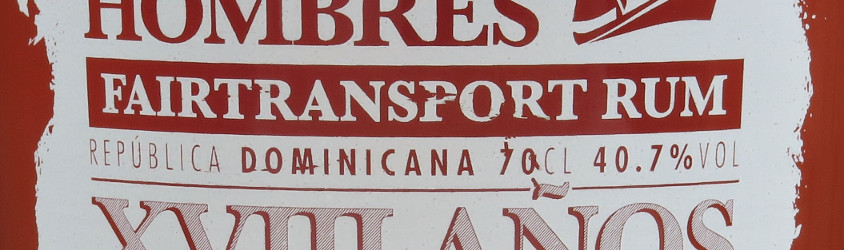 HOMBRES
FAIRTRANSPORT RUM
REPÚBLICA DOMINICANA 70CL 40.7%VOL
XVIII AÑOS